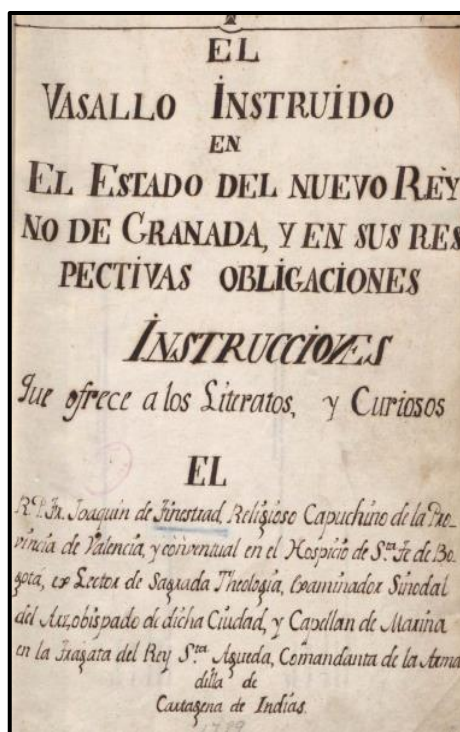 EL
VASALLO INSTRUIDO
EN
EL ESTADO DEL NUEVO REY
NO DE GRANADA, Y EN SUS RES
PECTIVAS OBLIGACIONES
INSTRUCCIONES
Que ofrece a los Literatos, y Curiosos
EL
R.P. Fr. Joaquin de Finestrad, Religioso Capuchino de la Pro-
vincia de Valencia, y conventual en el Hospicio de S.ta Fe de Bo-
gotá, ex Lector de Sagrada Theologia, Examinador Sinodal
del Arzobispado de dicha Ciudad, y Capellan de Marina
en la Fragata del Rey S.ta Agueda, Comandanta de la Arma
dilla de
Cartagena de Indias.